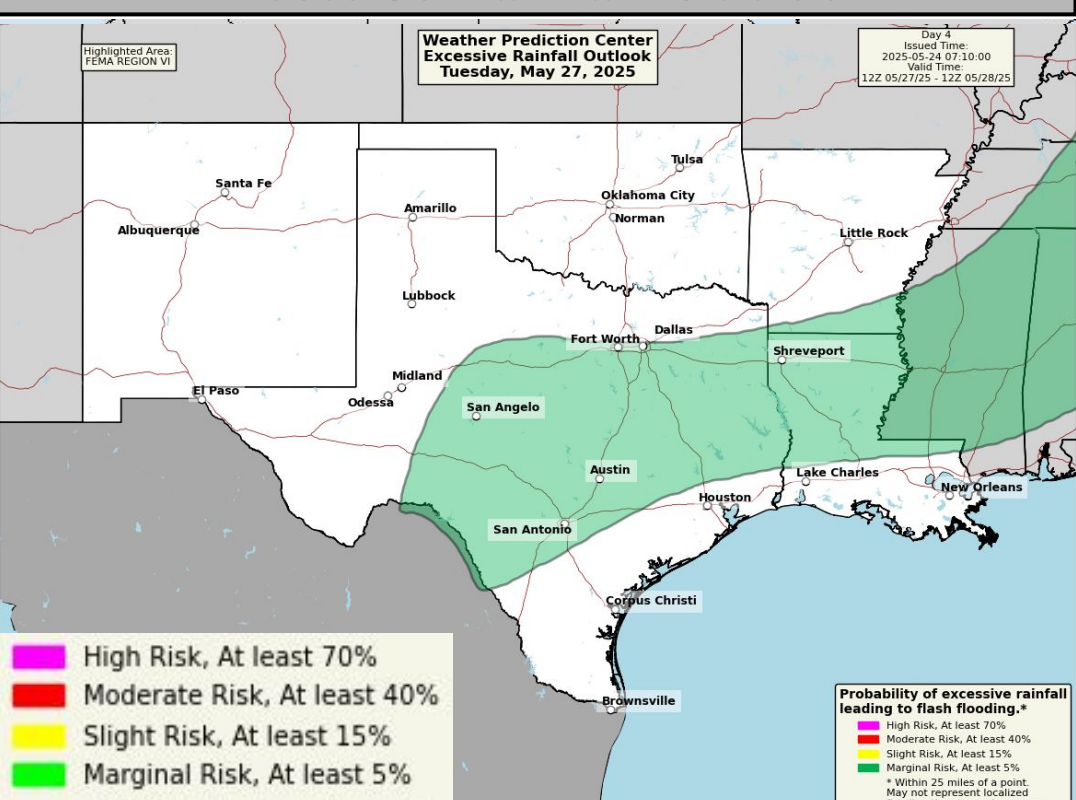 Highlighted Area:
FEMA REGION VI
Weather Prediction Center
Excessive Rainfall Outlook
Tuesday, May 27, 2025
Day 4
Issued Time:
2025-05-24 07:10:00
Valid Time:
12Z 05/27/25 - 12Z 05/28/25
Tulsa
Santa Fe
Oklahoma City
Amarillo
Norman
Albuquerque
Little Rock
Lubbock
Dallas
Fort Worth
Shreveport
Midland
El Paso
Odessa
San Angelo
Austin
Lake Charles
New Orleans
Houston
San Antonio
Corpus Christi
Brownsville
High Risk, At least 70%
Moderate Risk, At least 40%
Slight Risk, At least 15%
Marginal Risk, At least 5%
Probability of excessive rainfall
leading to flash flooding.*
High Risk, At least 70%
Moderate Risk, At least 40%
Slight Risk, At least 15%
Marginal Risk, At least 5%
* Within 25 miles of a point.
May not represent localized